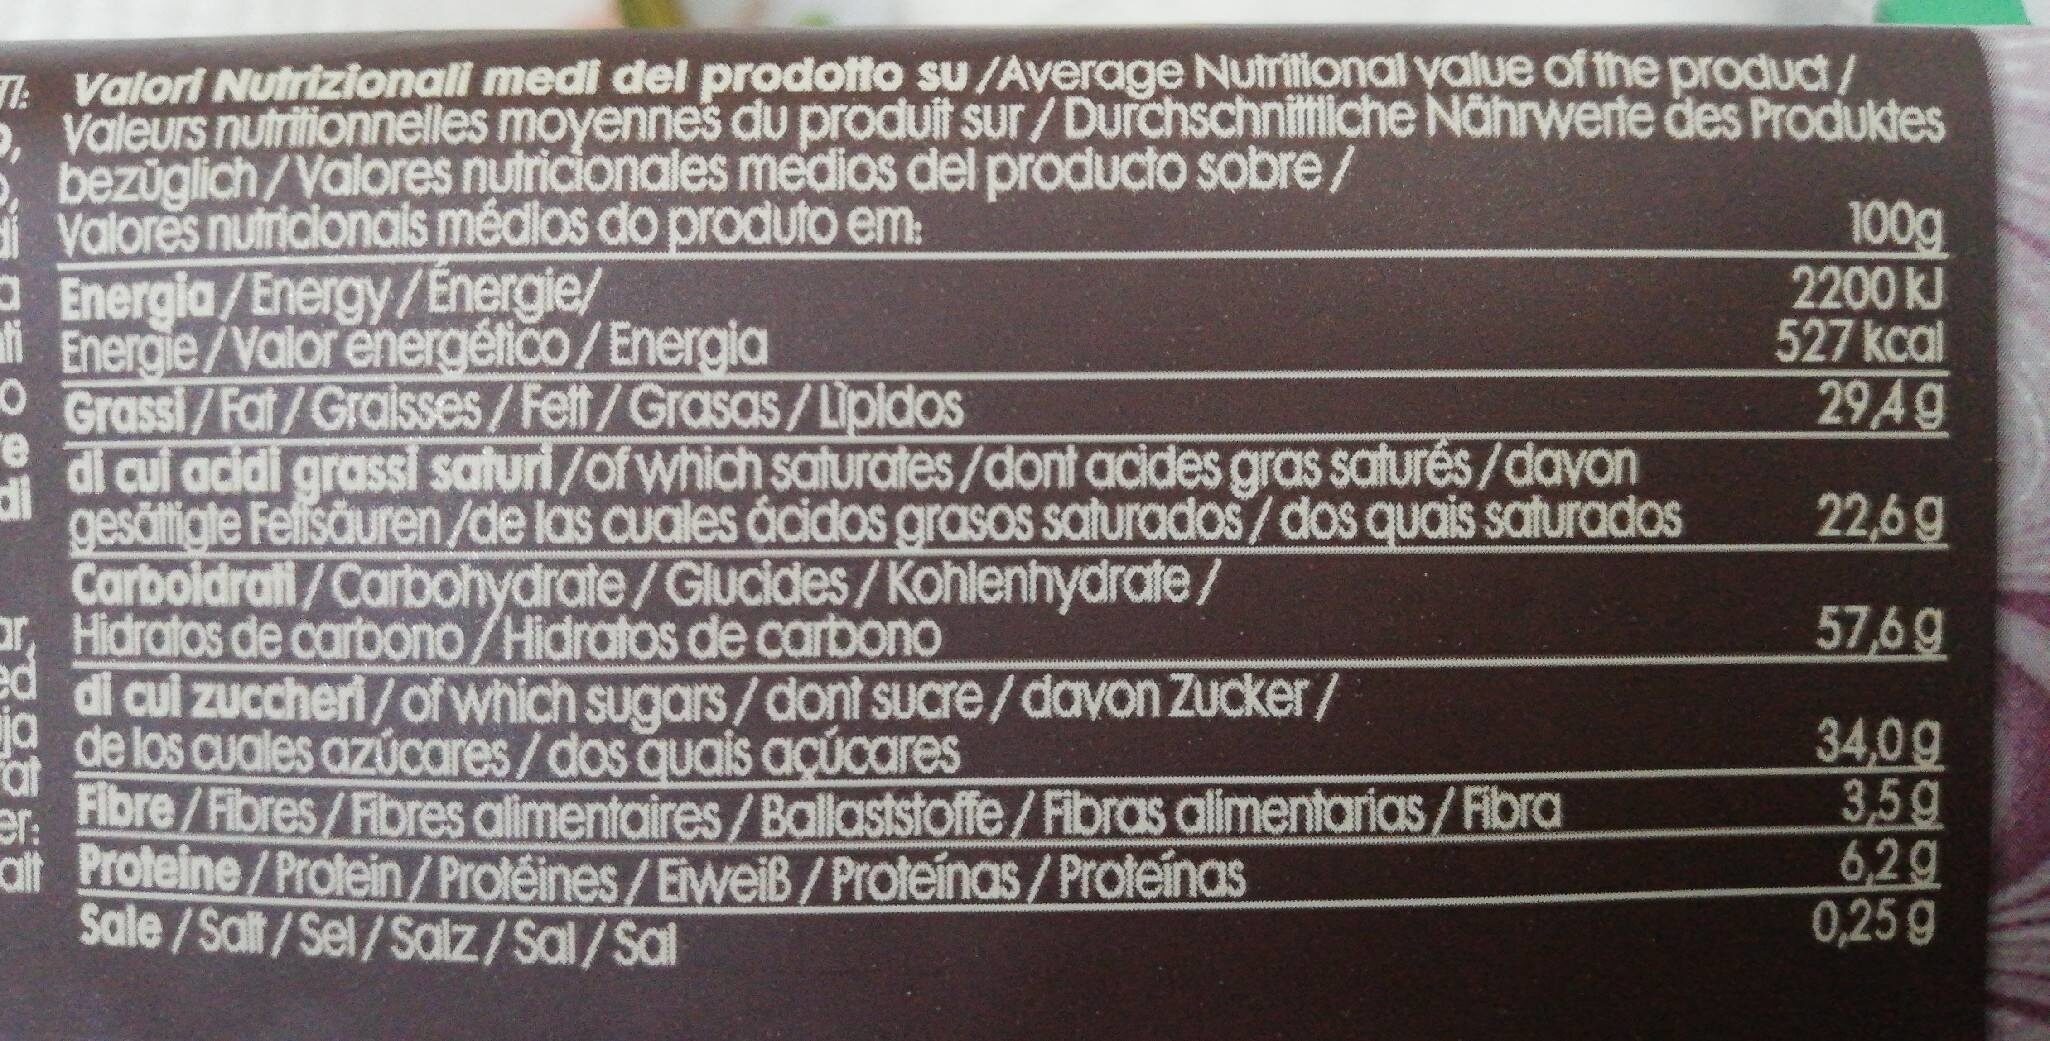 Valori Nutrizionali medi del prodotto su /Average Nutritional value of the product /
Valeurs nutritionnelles moyennes du produit sur / Durchschnittliche Nährwerte des Produktes
bezüglich / Valores nutricionales medios del producto sobre /
Valores nutricionais médios do produto em: 100g
Energia / Energy / Énergie/ 2200 kJ
Energie / Valor energético / Energia 527 kcal
Grassi / Fat / Graisses / Fett / Grasas / Lìpidos 29,4 g
di cui acidi grassi saturi /of which saturates /dont acides gras saturés /davon
gesättigte Fettsäuren /de las cuales ácidos grasos saturados / dos quais saturados 22,6 g
Carboidrati / Carbohydrate / Glucides / Kohlenhydrate /
Hidratos de carbono / Hidratos de carbono 57,6 g
di cui zuccheri / of which sugars / dont sucre / davon Zucker /
de los cuales azúcares / dos quais açúcares 34,0 g
Fibre / Fibres / Fibres alimentaires / Ballaststoffe / Fibras alimentarias / Fibra 3,5 g
Proteine / Protein / Protéines / Eiweiß / Proteínas / Proteínas 6,2 g
Sale / Salt / Sel / Salz / Sal / Sal 0,25 g